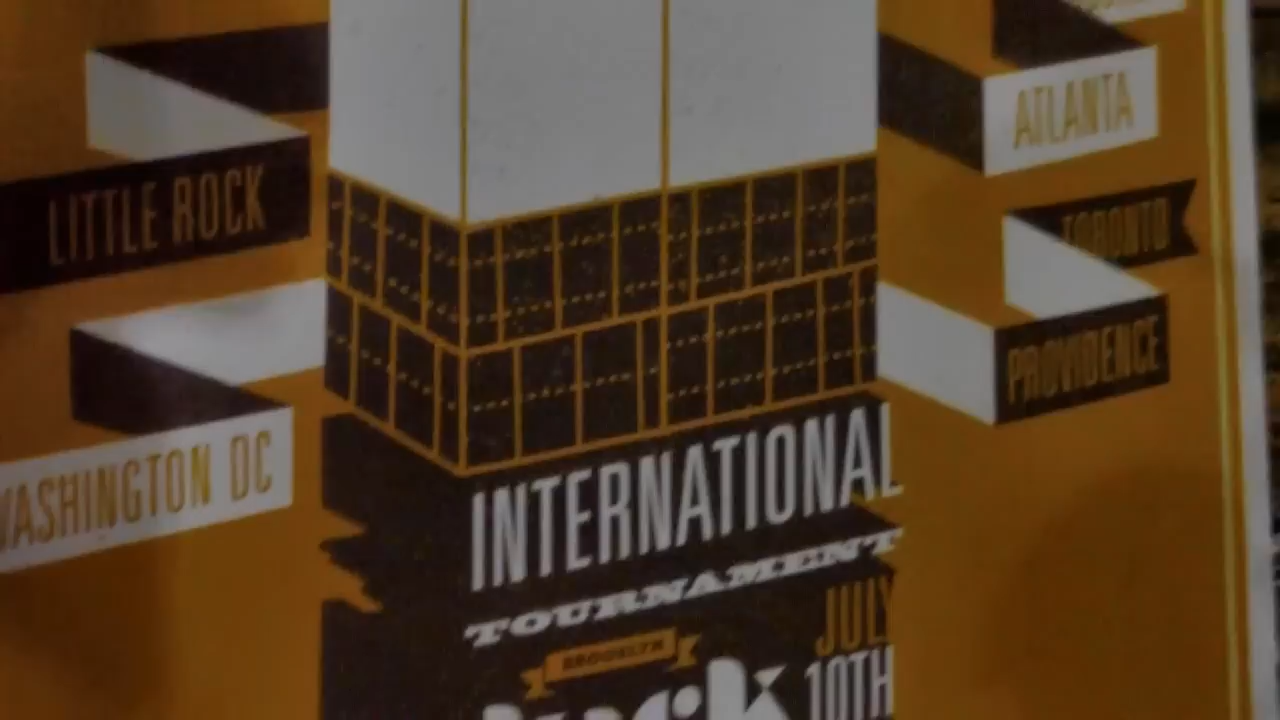 ATLANTA
LITTLE ROCK
TORONTO
PROVIDENCE
WASHINGTON DC
INTERNATIONAL
TOURNAMENT
JULY
BROOKLYN
10TH